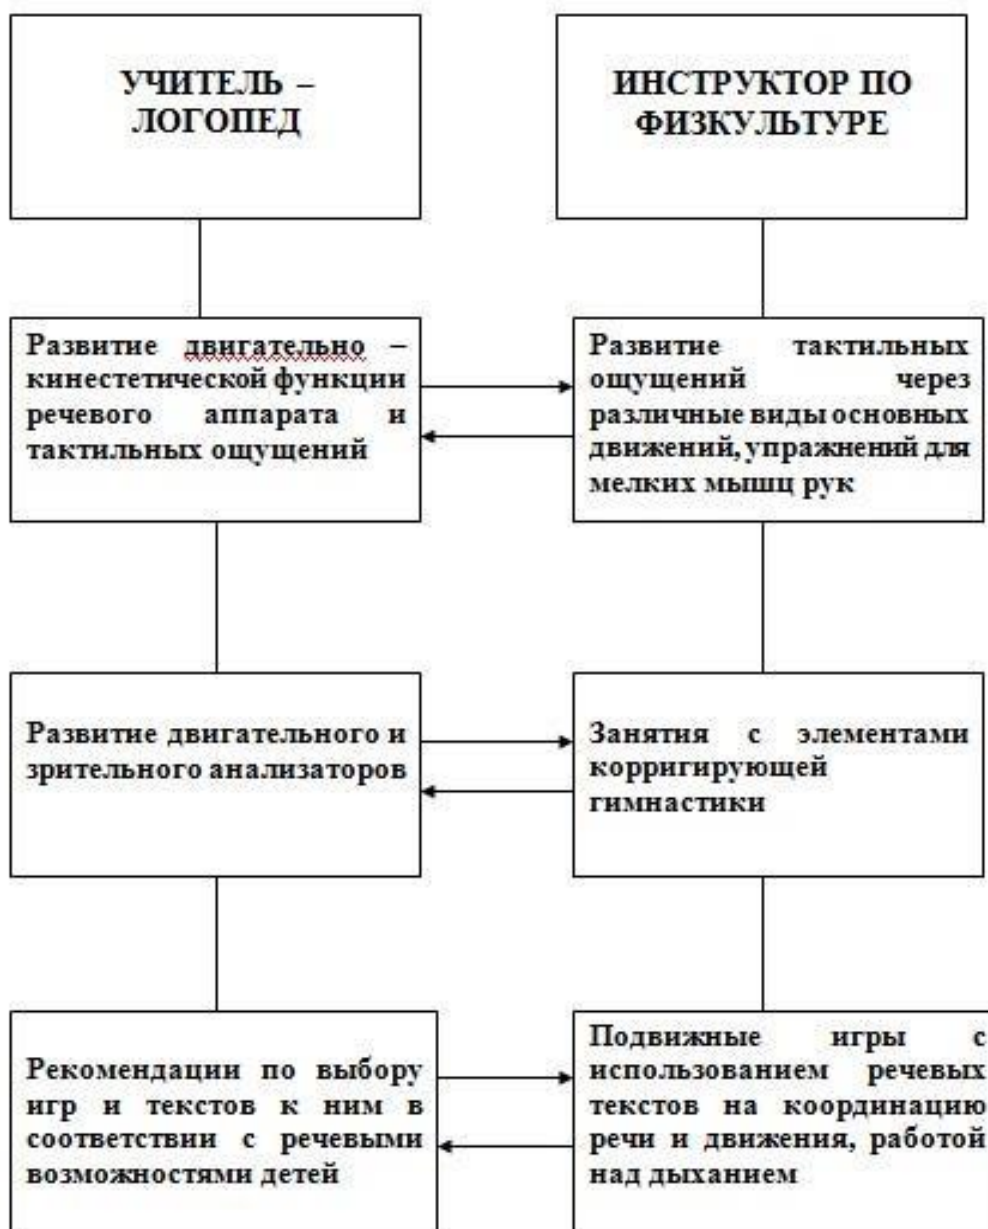 УЧИТЕЛЬ –
ЛОГОПЕД
ИНСТРУКТОР ПО
ФИЗКУЛЬТУРЕ
Развитие двигательно –
кинестетической функции
речевого аппарата и
тактильных ощущений
Развитие тактильных
ощущений через
различные виды основных
движений, упражнений для
мелких мышц рук
Развитие двигательного и
зрительного анализаторов
Занятия с элементами
корригирующей
гимнастики
Рекомендации по выбору
игр и текстов к ним в
соответствии с речевыми
возможностями детей
Подвижные игры с
использованием речевых
текстов на координацию
речи и движения, работой
над дыханием